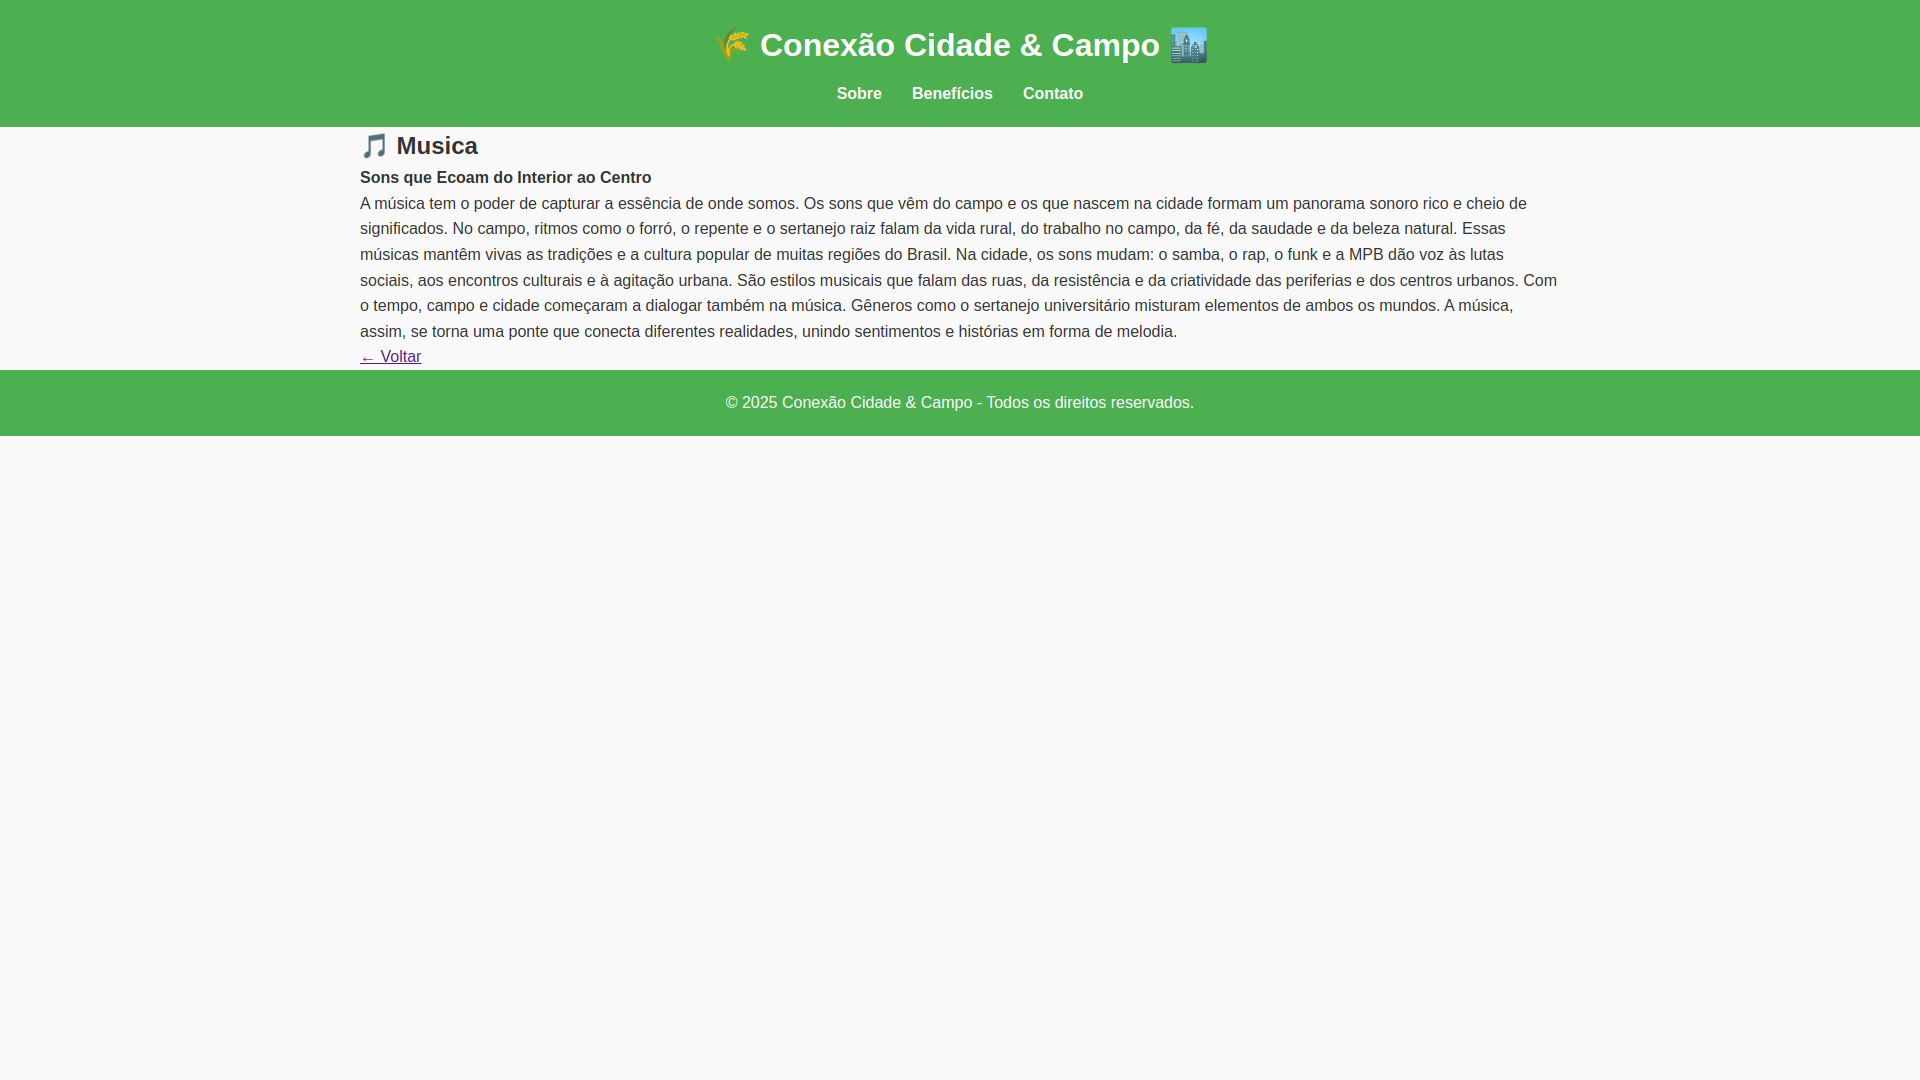 🌾 Conexão Cidade & Campo 🏙️
Sobre Benefícios Contato
🎵 Musica
Sons que Ecoam do Interior ao Centro
A música tem o poder de capturar a essência de onde somos. Os sons que vêm do campo e os que nascem na cidade formam um panorama sonoro rico e cheio de
significados. No campo, ritmos como o forró, o repente e o sertanejo raiz falam da vida rural, do trabalho no campo, da fé, da saudade e da beleza natural. Essas
músicas mantêm vivas as tradições e a cultura popular de muitas regiões do Brasil. Na cidade, os sons mudam: o samba, o rap, o funk e a MPB dão voz às lutas
sociais, aos encontros culturais e à agitação urbana. São estilos musicais que falam das ruas, da resistência e da criatividade das periferias e dos centros urbanos. Com
o tempo, campo e cidade começaram a dialogar também na música. Gêneros como o sertanejo universitário misturam elementos de ambos os mundos. A música,
assim, se torna uma ponte que conecta diferentes realidades, unindo sentimentos e histórias em forma de melodia.
← Voltar
© 2025 Conexão Cidade & Campo - Todos os direitos reservados.